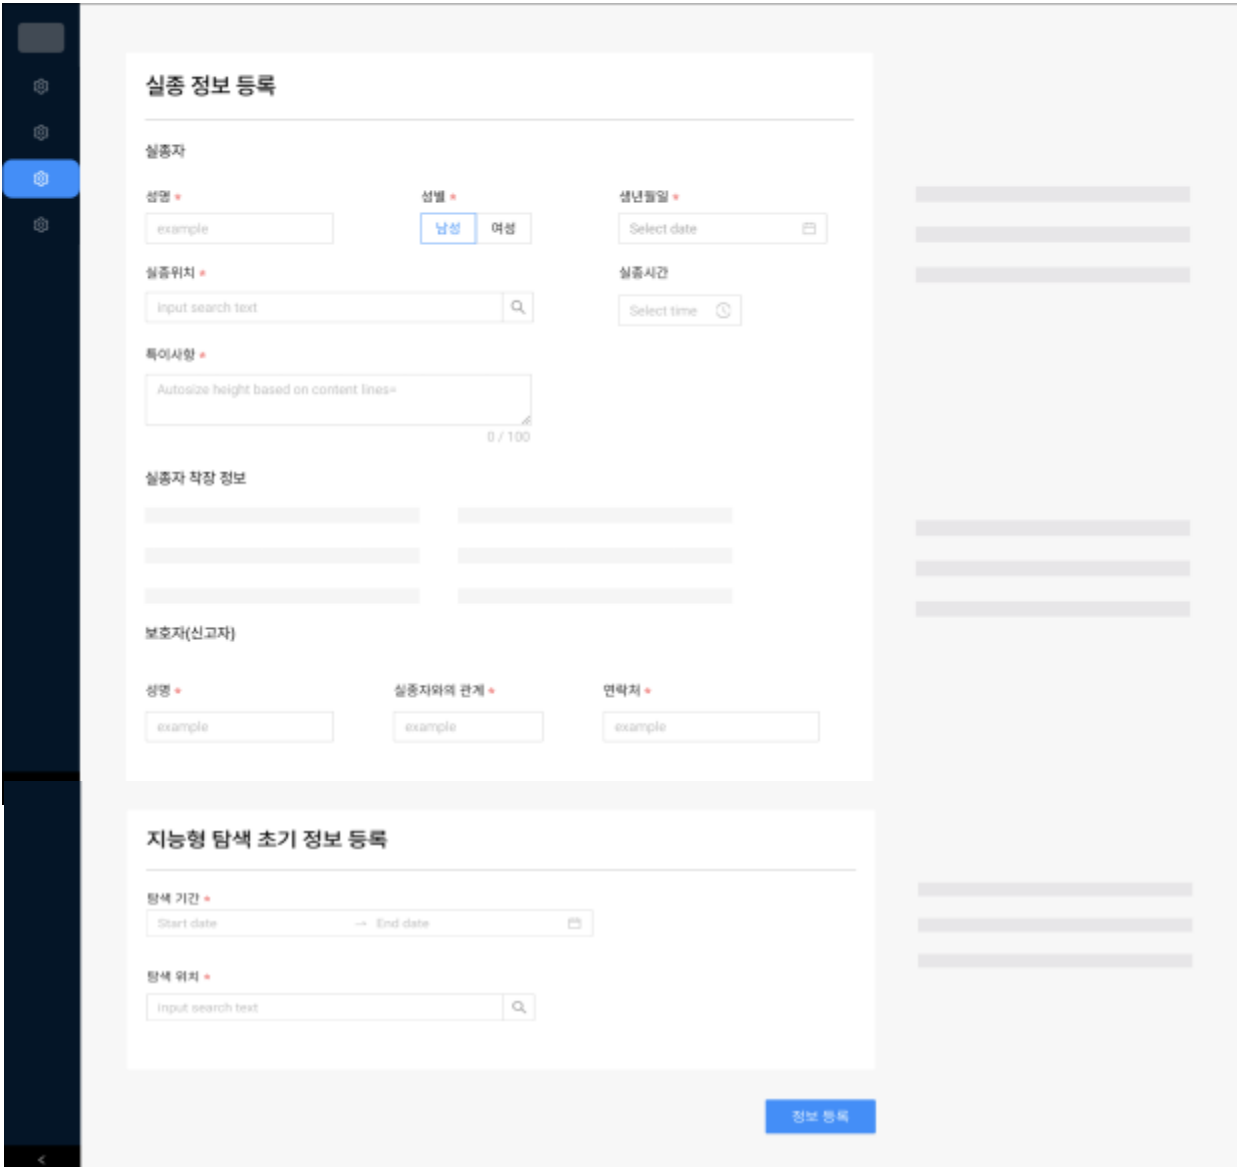 실종 정보 등록
실종자
성명 *
성별 *
생년월일 *
example
남성
여성
Select date
실종위치 *
실종시간
input search text
Select time
특이사항 *
Autosize height based on content lines=
0 / 100
실종자 착장 정보
보호자(신고자)
성명 *
실종자와의 관계 *
연락처 *
example
example
example
지능형 탐색 초기 정보 등록
탐색 기간 *
Start date → End date
탐색 위치 *
input search text
정보 등록
<